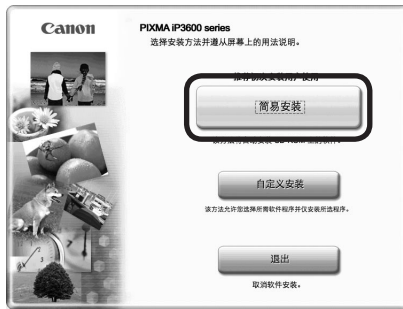 Canon
PIXMA iP3600 series
选择安装方法并遵从屏幕上的用法说明。
简易安装
自定义安装
该方法允许您选择所需软件程序并仅安装所选程序。
退出
取消软件安装。